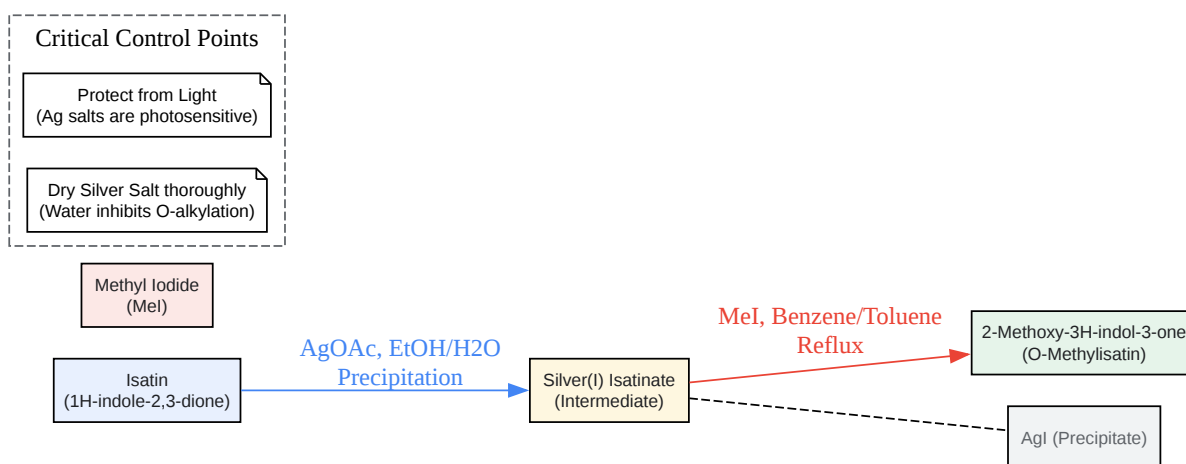 Critical Control Points
Protect from Light
(Ag salts are photosensitive)
Dry Silver Salt thoroughly
(Water inhibits O-alkylation)
Methyl Iodide
(MeI)
Isatin
(1H-indole-2,3-dione)
AgOAc, EtOH/H2O
Precipitation
Silver(I) Isatinate
(Intermediate)
MeI, Benzene/Toluene
Reflux
2-Methoxy-3H-indol-3-one
(O-Methylisatin)
AgI (Precipitate)